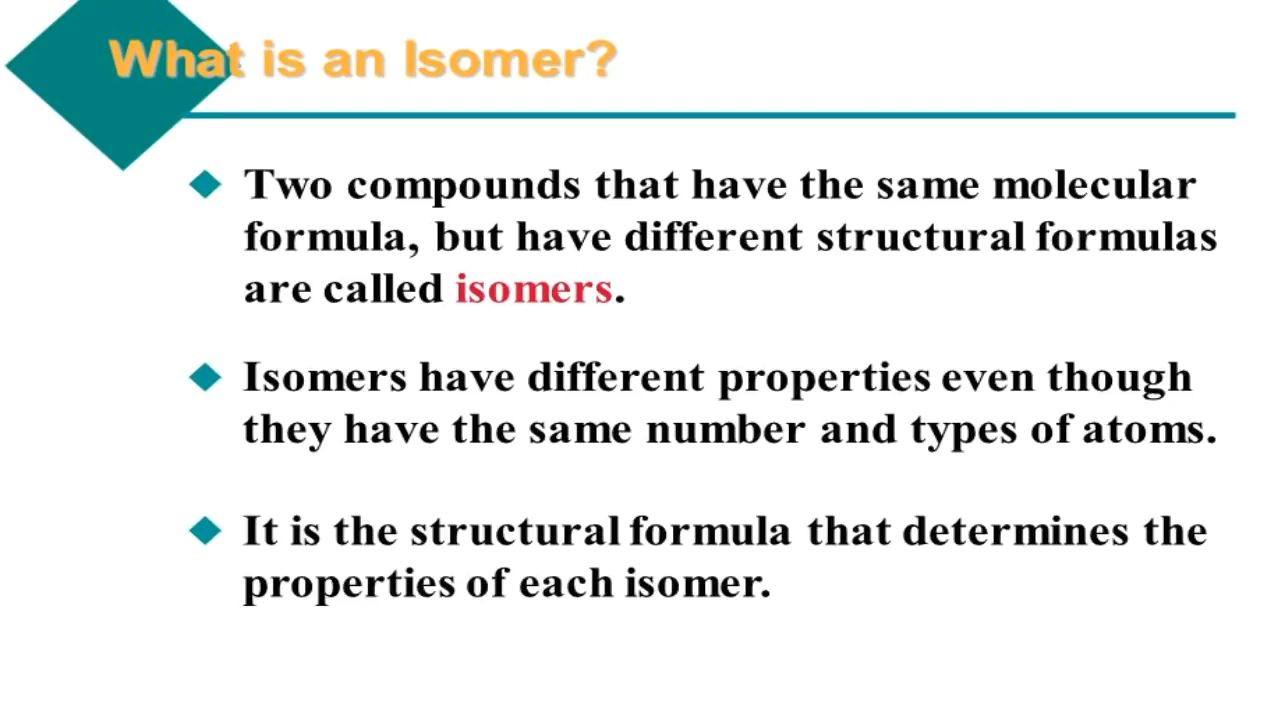 What is an Isomer?
Two compounds that have the same molecular
formula, but have different structural formulas
are called isomers.
Isomers have different properties even though
they have the same number and types of atoms.
It is the structural formula that determines the
properties of each isomer.